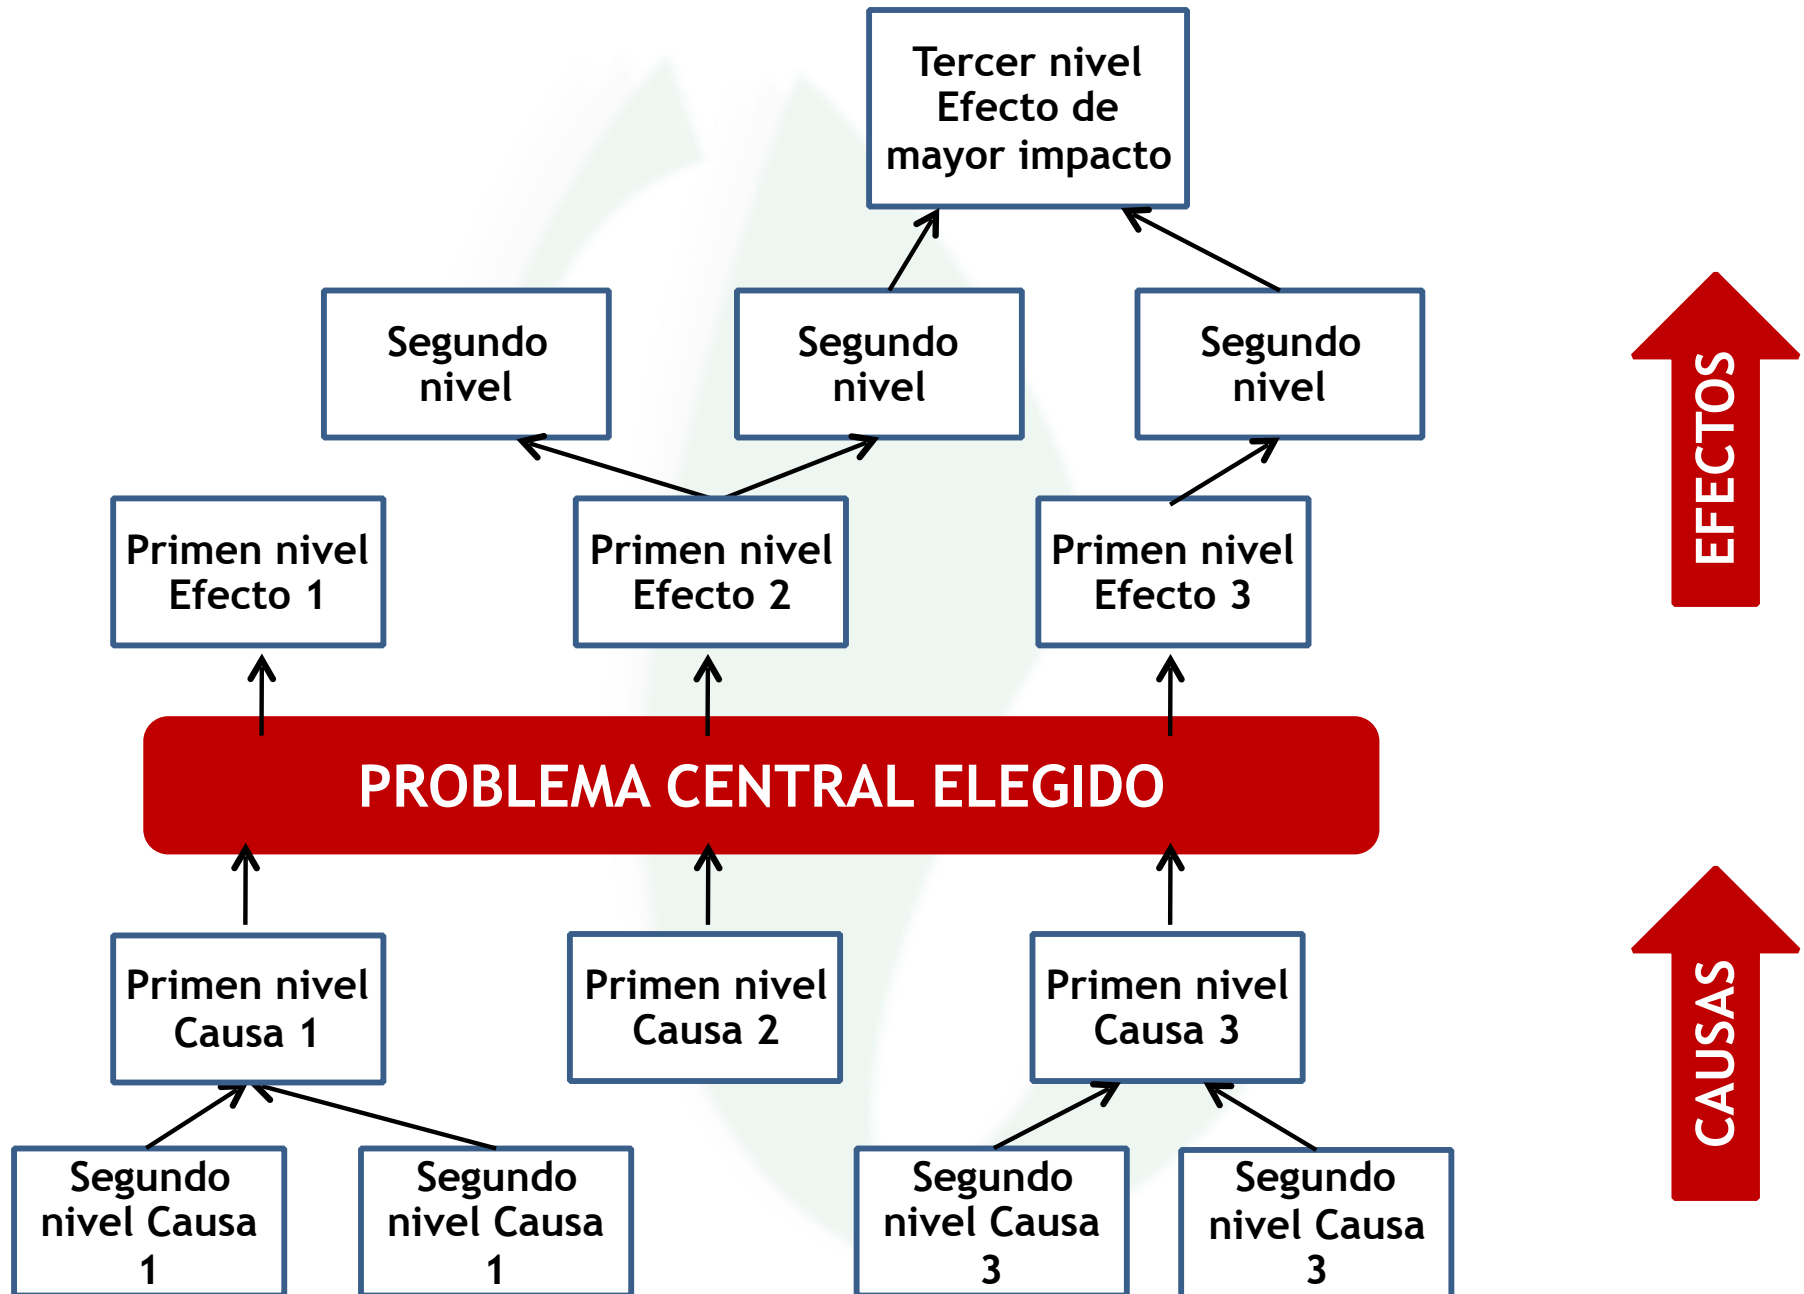 Tercer nivel
Efecto de
mayor impacto
Segundo
nivel
Segundo
nivel
Segundo
nivel
EFECTOS
Primen nivel
Efecto 1
Primen nivel
Efecto 2
Primen nivel
Efecto 3
PROBLEMA CENTRAL ELEGIDO
Primen nivel
Causa 1
Primen nivel
Causa 2
Primen nivel
Causa 3
CAUSAS
Segundo
nivel Causa
1
Segundo
nivel Causa
1
Segundo
nivel Causa
3
Segundo
nivel Causa
3